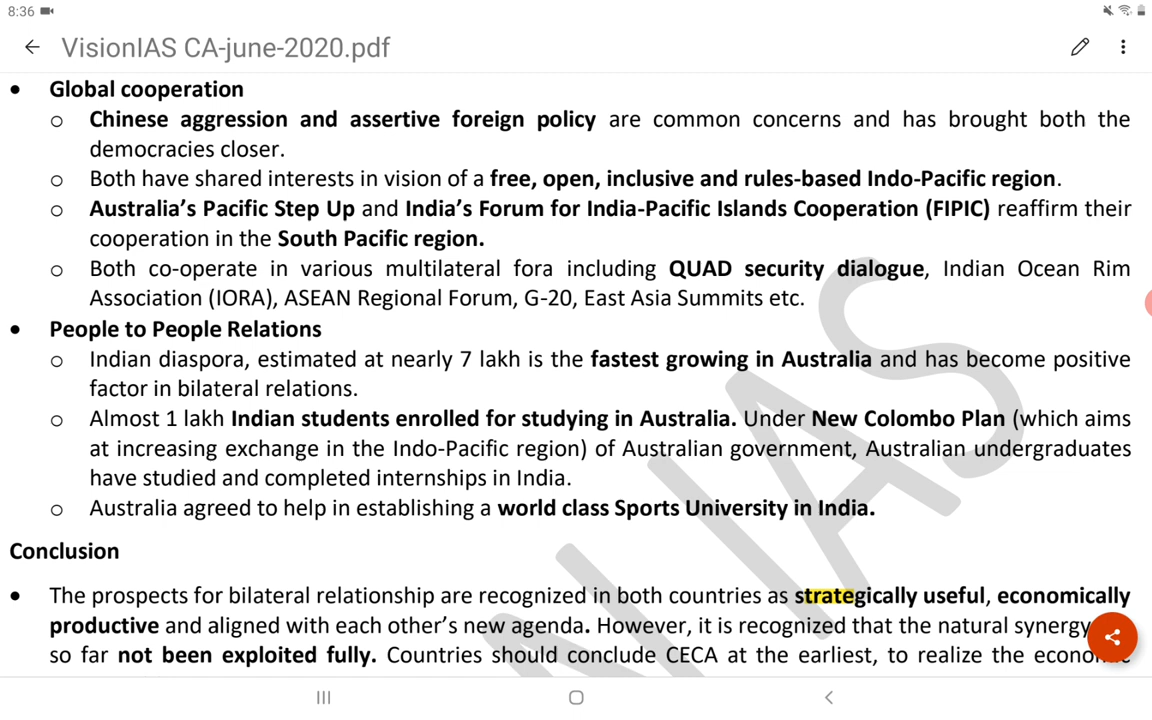 8:36
VisionIAS CA-june-2020.pdf
• Global cooperation
o Chinese aggression and assertive foreign policy are common concerns and has brought both the
democracies closer.
o Both have shared interests in vision of a free, open, inclusive and rules-based Indo-Pacific region.
o Australia's Pacific Step Up and India's Forum for India-Pacific Islands Cooperation (FIPIC) reaffirm their
cooperation in the South Pacific region.
o Both co-operate in various multilateral fora including QUAD security dialogue, Indian Ocean Rim
Association (IORA), ASEAN Regional Forum, G-20, East Asia Summits etc.
• People to People Relations
o Indian diaspora, estimated at nearly 7 lakh is the fastest growing in Australia and has become positive
factor in bilateral relations.
o Almost 1 lakh Indian students enrolled for studying in Australia. Under New Colombo Plan (which aims
at increasing exchange in the Indo-Pacific region) of Australian government, Australian undergraduates
have studied and completed internships in India.
o Australia agreed to help in establishing a world class Sports University in India.
Conclusion
• The prospects for bilateral relationship are recognized in both countries as strategically useful, economically
productive and aligned with each other's new agenda. However, it is recognized that the natural synergy
so far not been exploited fully. Countries should conclude CECA at the earliest, to realize the